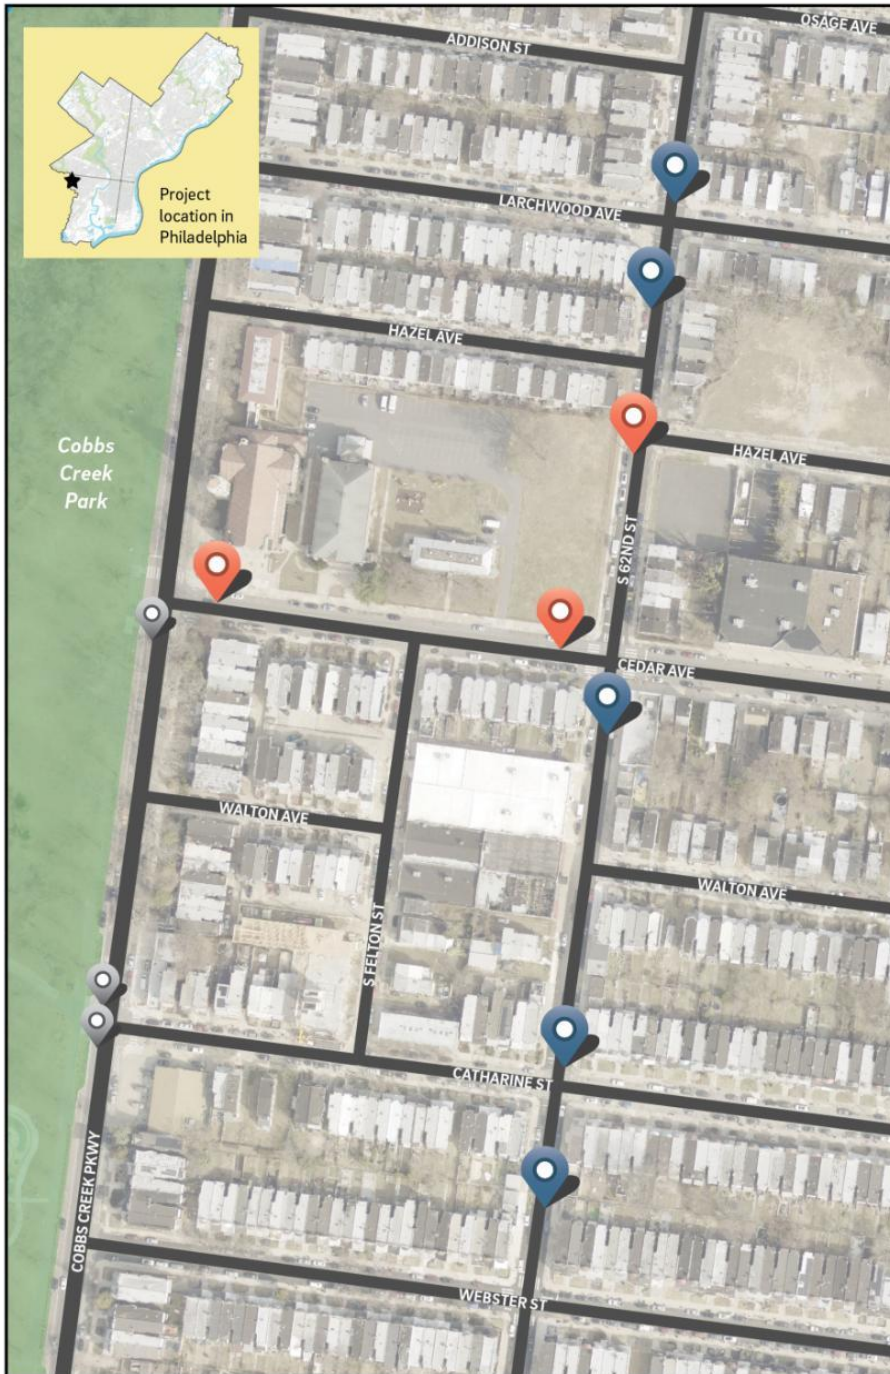 OSAGE AVE
ADDISON ST
Project
location in
Philadelphia
LARCHWOOD AVE
HAZEL AVE
Cobbs
Creek
Park
HAZEL AVE
S 62ND ST
CEDAR AVE
WALTON AVE
WALTON AVE
S FELTON ST
CATHARINE ST
COBBS CREEK PKWY
WEBSTER ST